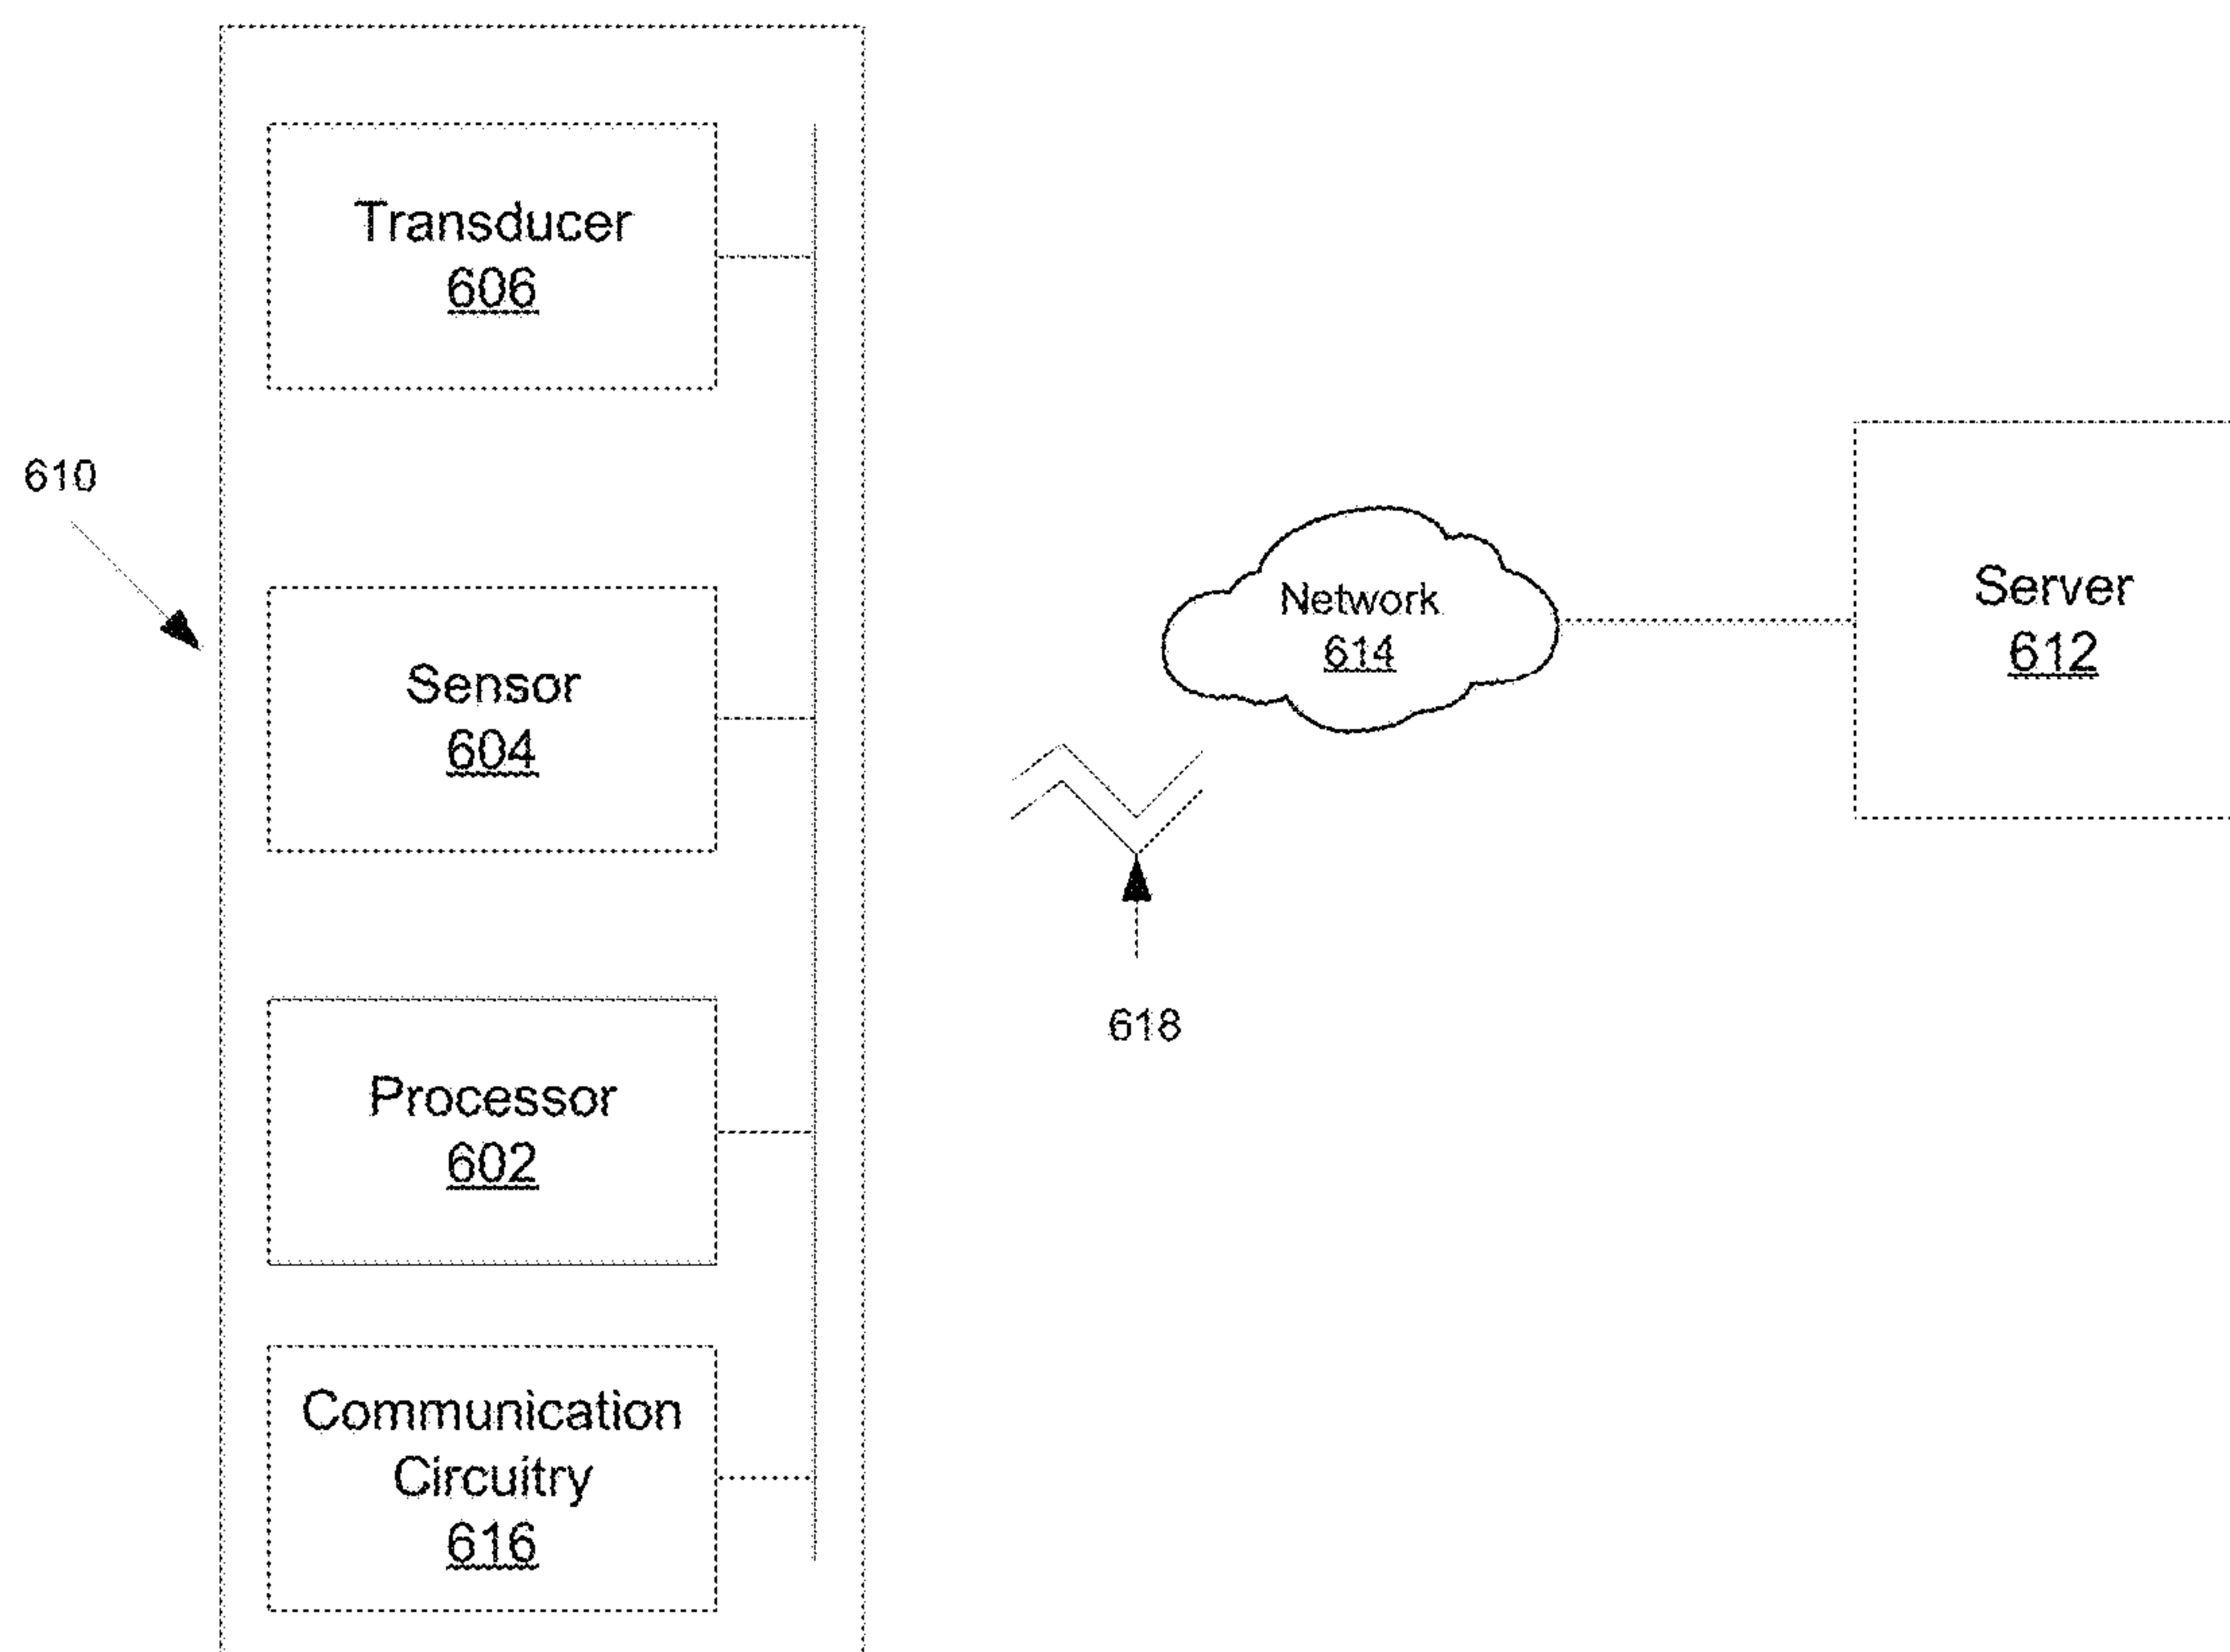 Transducer
606
610
Sensor
604
Network
614
Server
612
618
Processor
602
Communication
Circuitry
616